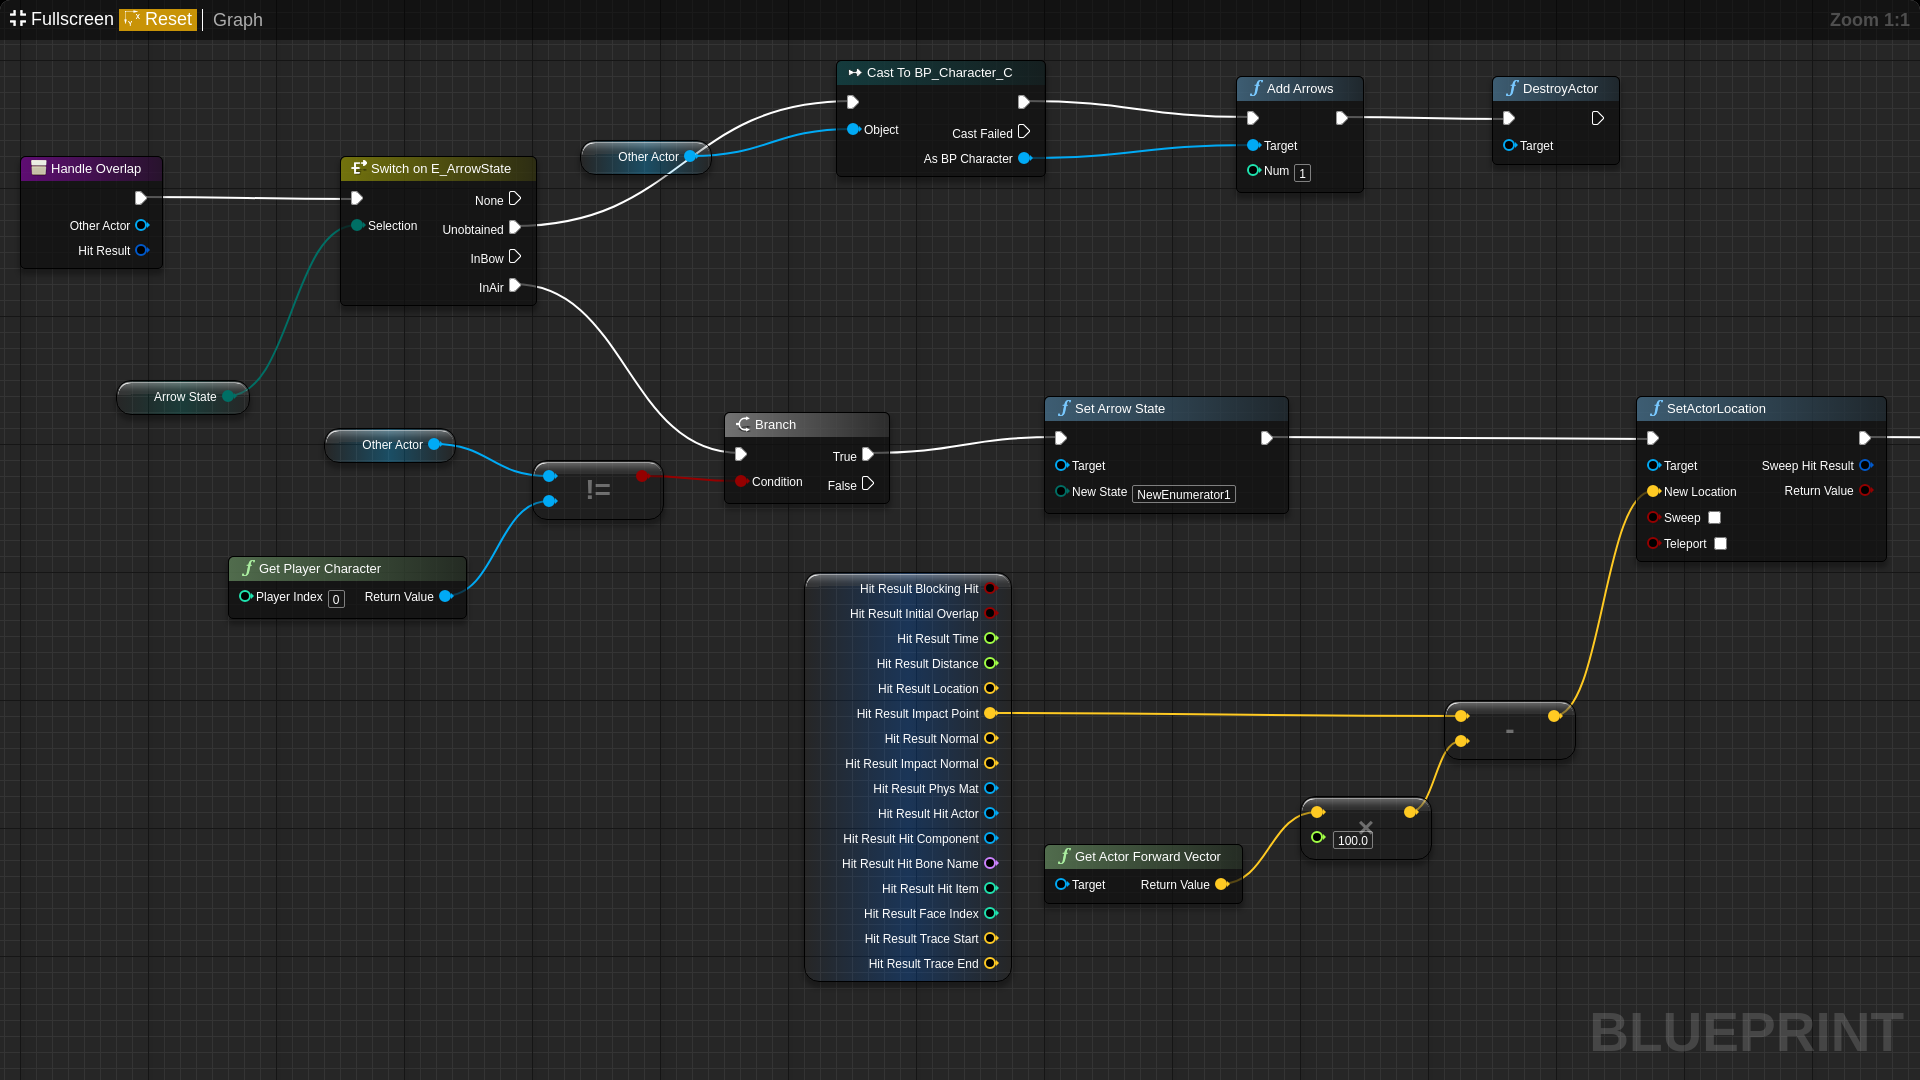 Fullscreen Reset Graph
Zoom 1:1
Cast To BP_Character_C
Object
Cast Failed
As BP Character
Add Arrows
Target
Num 1
DestroyActor
Target
Other Actor
Handle Overlap
Other Actor
Hit Result
Switch on E_ArrowState
None
Selection
Unobtained
InBow
InAir
Arrow State
Other Actor
!=
Get Player Character
Player Index 0
Return Value
Branch
True
Condition
False
Set Arrow State
Target
New State NewEnumerator1
SetActorLocation
Target
Sweep Hit Result
New Location
Return Value
Sweep
Teleport
Hit Result Blocking Hit
Hit Result Initial Overlap
Hit Result Time
Hit Result Distance
Hit Result Location
Hit Result Impact Point
Hit Result Normal
Hit Result Impact Normal
Hit Result Phys Mat
Hit Result Hit Actor
Hit Result Hit Component
Hit Result Hit Bone Name
Hit Result Hit Item
Hit Result Face Index
Hit Result Trace Start
Hit Result Trace End
-
×
100.0
Get Actor Forward Vector
Target
Return Value
BLUEPRINT